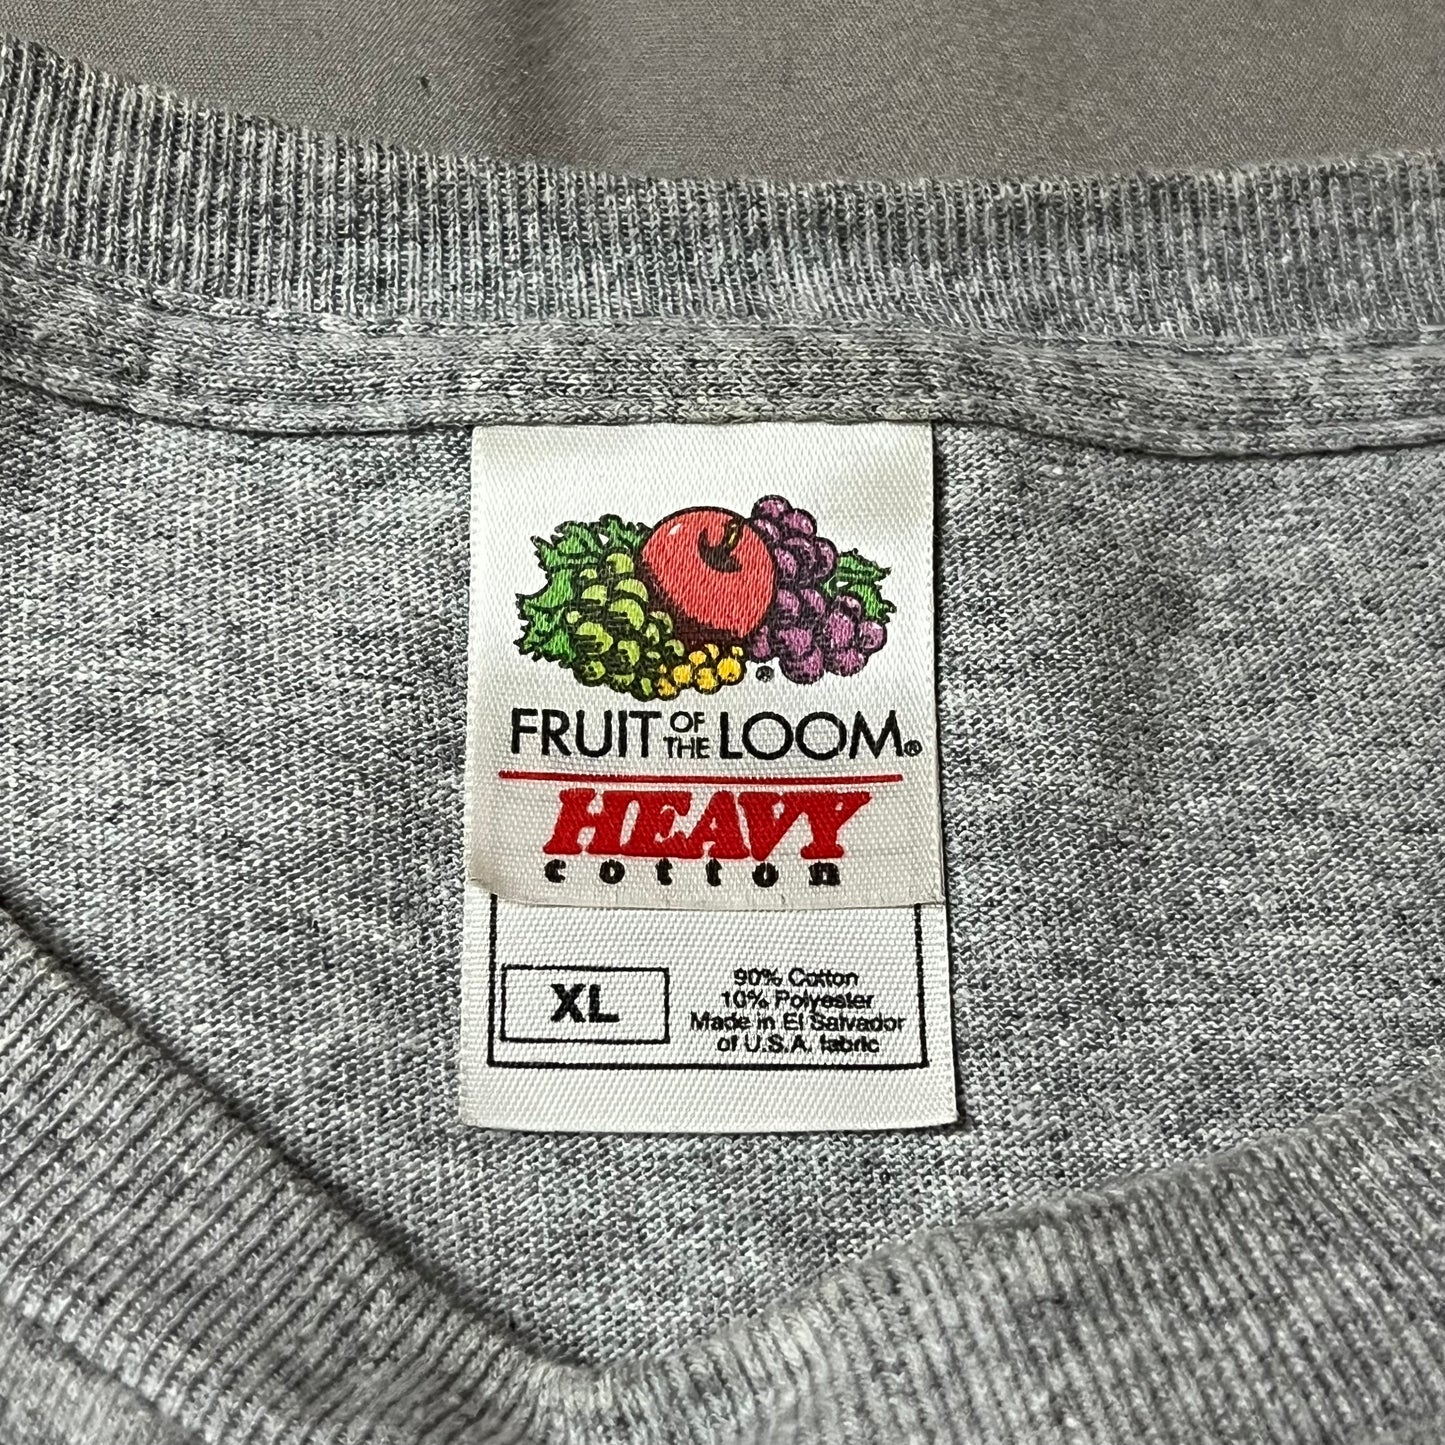 ®
FRUIT OF THE LOOM®
HEAVY
cotton
XL
90% Cotton
10% Polyester
Made in El Salvador
of U.S.A. fabric